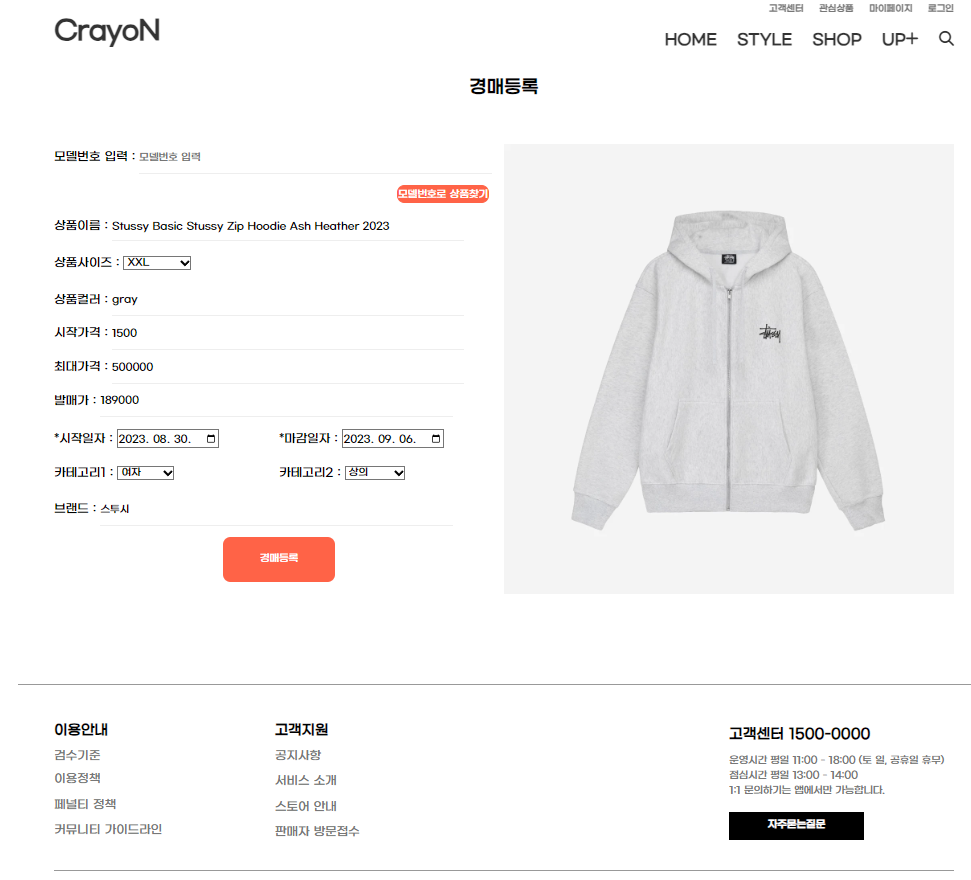 고객센터 관심상품 마이페이지 로그인
CrayoN
HOME STYLE SHOP UP+
경매등록
모델번호 입력 : 모델번호 입력
모델번호로 상품찾기
상품이름 : Stussy Basic Stussy Zip Hoodie Ash Heather 2023
상품사이즈 : XXL
상품컬러 : gray
시작가격 : 1500
최대가격 : 500000
발매가 : 189000
*시작일자 : 2023. 08. 30. *마감일자 : 2023. 09. 06.
카테고리1 : 여자 카테고리2 : 상의
브랜드 : 스투시
경매등록
이용안내
검수기준
이용정책
페널티 정책
커뮤니티 가이드라인
고객지원
공지사항
서비스 소개
스토어 안내
판매자 방문접수
고객센터 1500-0000
운영시간 평일 11:00 - 18:00 (토 일, 공휴일 휴무)
점심시간 평일 13:00 - 14:00
1:1 문의하기는 앱에서만 가능합니다.
자주묻는질문